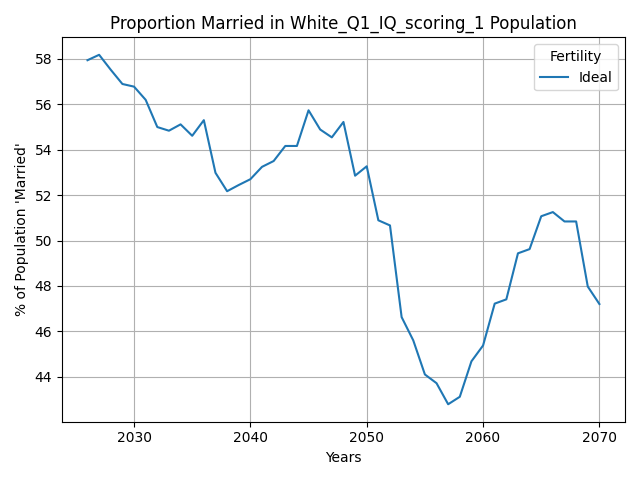 Proportion Married in White_Q1_IQ_scoring_1 Population
Fertility
Ideal
% of Population 'Married'
58
56
54
52
50
48
46
44
2030
2040
2050
2060
2070
Years